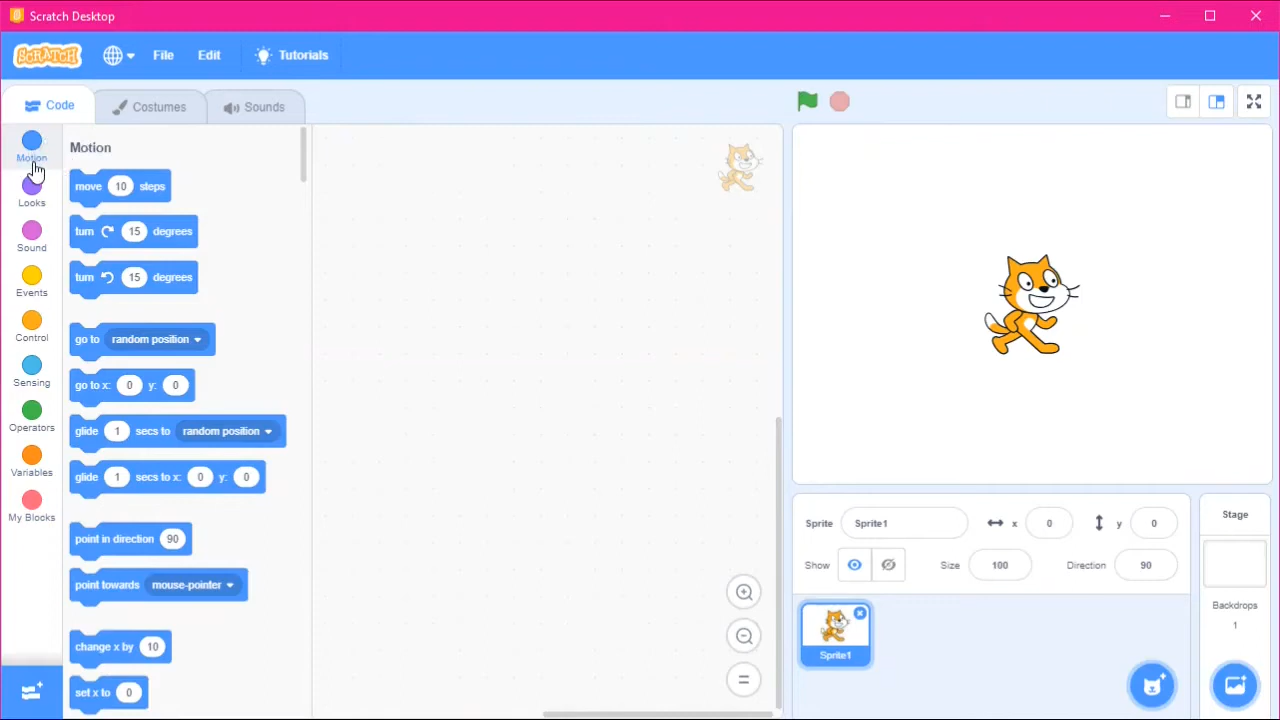 Scratch Desktop
SCRATCH File Edit Tutorials
Code Costumes Sounds
Motion
Looks
Sound
Events
Control
Sensing
Operators
Variables
My Blocks
Motion
move 10 steps
turn 15 degrees
turn 15 degrees
go to random position
go to x: 0 y: 0
glide 1 secs to random position
glide 1 secs to x: 0 y: 0
point in direction 90
point towards mouse-pointer
change x by 10
set x to 0
Sprite Sprite1 x 0 y 0
Show Size 100 Direction 90
Sprite1
Stage
Backdrops
1